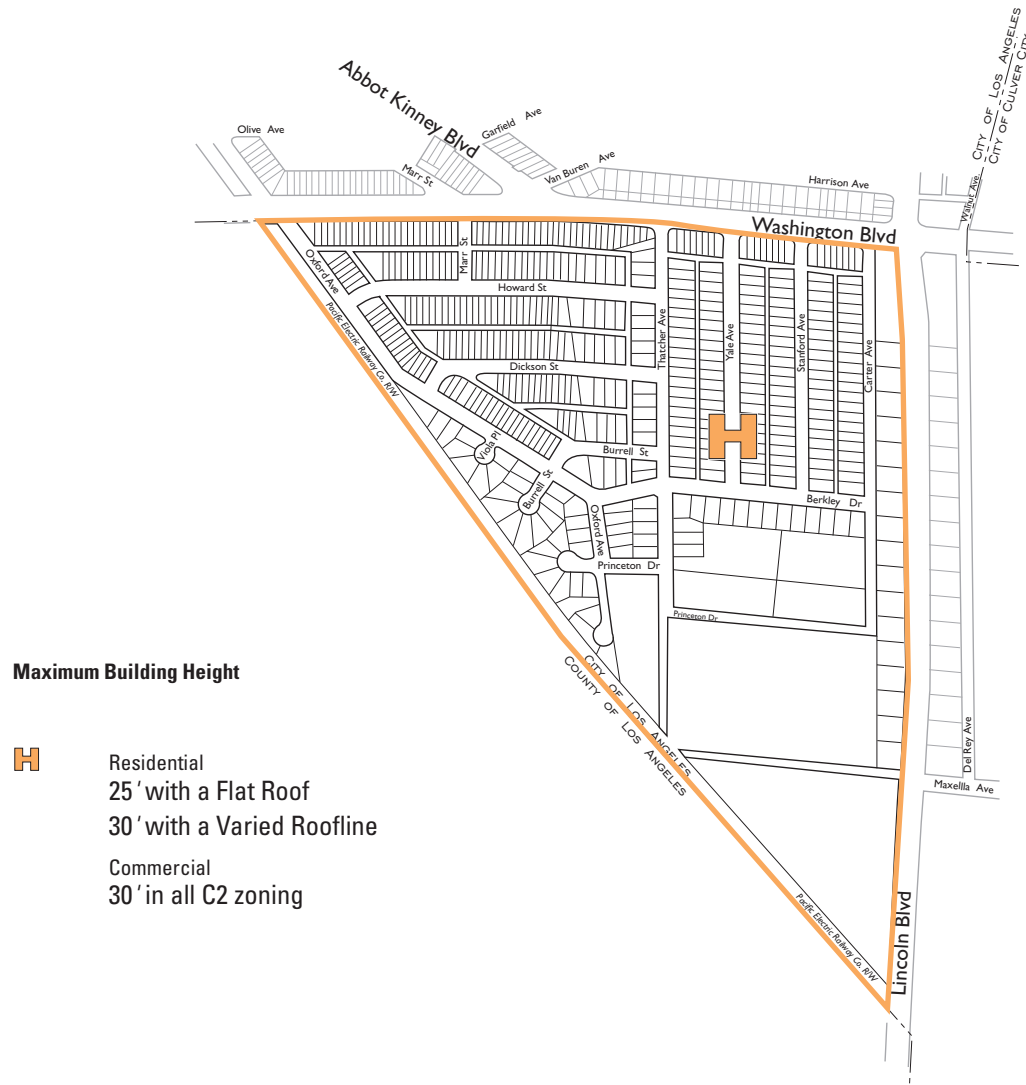 CITY OF LOS ANGELES
CITY OF CULVER CITY
Abbot Kinney Blvd
Olive Ave
Garfield Ave
Marr St
Van Buren Ave
Harrison Ave
Walnut Ave
Washington Blvd
Oxford Ave
Marr St
Howard St
Pacific Electric Railway Co. R/W
Thatcher Ave
Yale Ave
Stanford Ave
Carter Ave
Dickson St
H
Viola Pl
Burrell St
Burrell St
Berkley Dr
Oxford Ave
Princeton Dr
Princeton Dr
CITY OF LOS ANGELES
COUNTY OF LOS ANGELES
Del Rey Ave
Maxellla Ave
Pacific Electric Railway Co. R/W
Lincoln Blvd
Maximum Building Height
H
Residential
25' with a Flat Roof
30' with a Varied Roofline
Commercial
30' in all C2 zoning